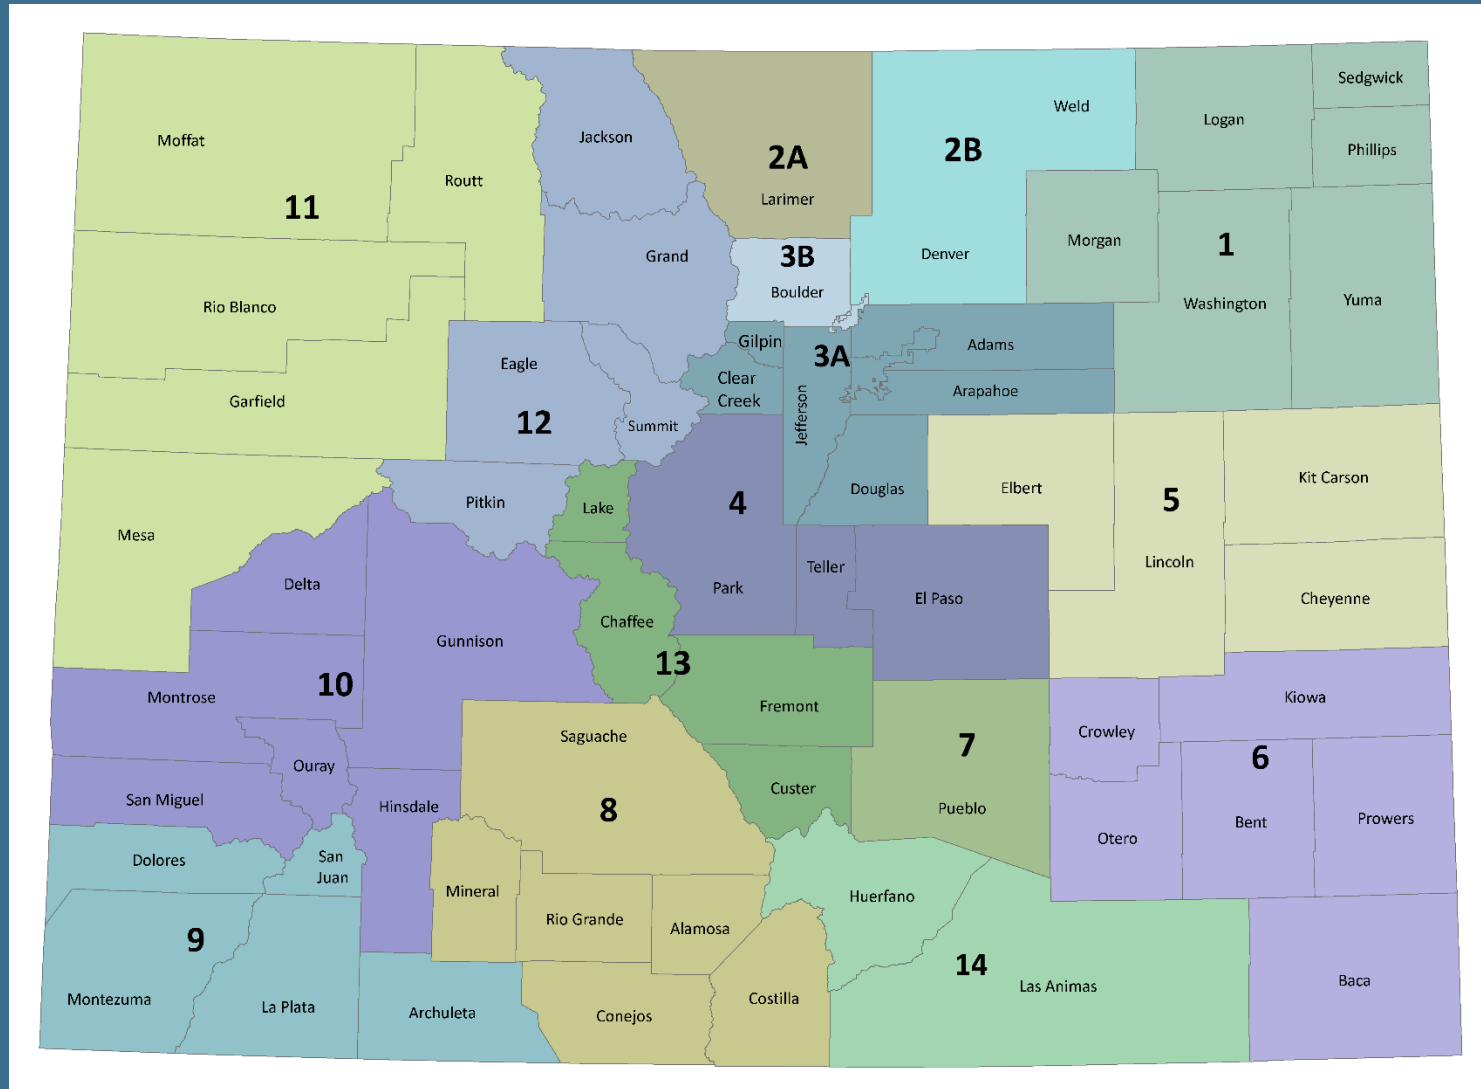 Sedgwick
Weld
Logan
Moffat
Jackson
Phillips
2A
2B
Routt
11
Larimer
Morgan
1
Grand
3B
Denver
Boulder
Rio Blanco
Washington
Yuma
Gilpin
3A
Adams
Eagle
Clear
Creek
Arapahoe
Garfield
12
Summit
Jefferson
Kit Carson
Pitkin
Lake
4
Douglas
Elbert
5
Mesa
Lincoln
Delta
Park
Teller
El Paso
Cheyenne
Chaffee
Gunnison
13
10
Montrose
Fremont
Kiowa
Saguache
Crowley
7
6
Ouray
San Miguel
Hinsdale
Custer
8
Pueblo
Bent
Prowers
Otero
Dolores
San
Juan
Mineral
Huerfano
Rio Grande
Alamosa
9
14
Las Animas
Baca
Montezuma
La Plata
Archuleta
Conejos
Costilla